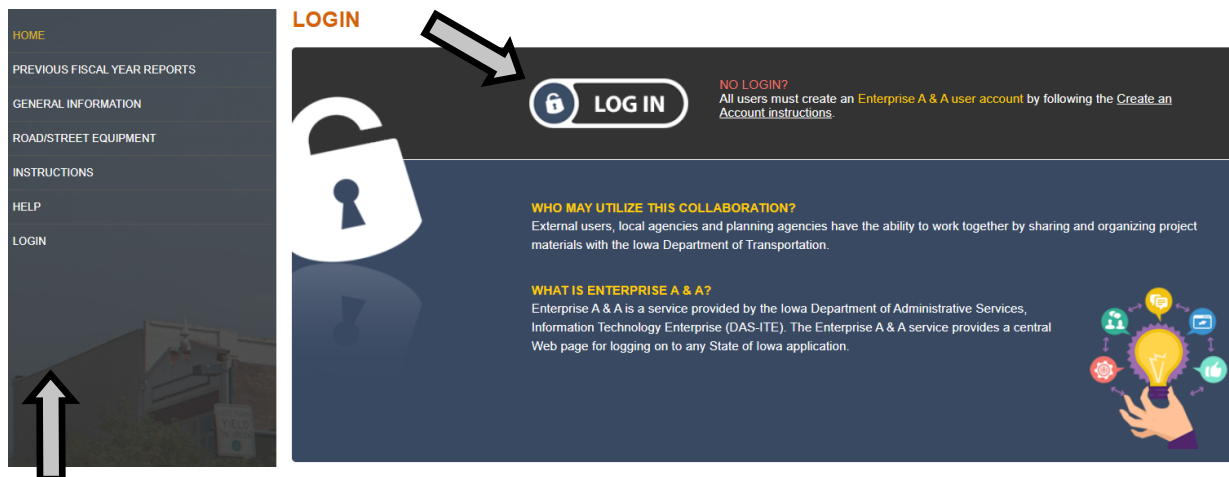 HOME
PREVIOUS FISCAL YEAR REPORTS
GENERAL INFORMATION
ROAD/STREET EQUIPMENT
INSTRUCTIONS
HELP
LOGIN
YIELD
LOGIN
LOG IN
NO LOGIN?
All users must create an Enterprise A & A user account by following the Create an
Account instructions.
WHO MAY UTILIZE THIS COLLABORATION?
External users, local agencies and planning agencies have the ability to work together by sharing and organizing project
materials with the Iowa Department of Transportation.
WHAT IS ENTERPRISE A & A?
Enterprise A & A is a service provided by the Iowa Department of Administrative Services,
Information Technology Enterprise (DAS-ITE). The Enterprise A & A service provides a central
Web page for logging on to any State of Iowa application.